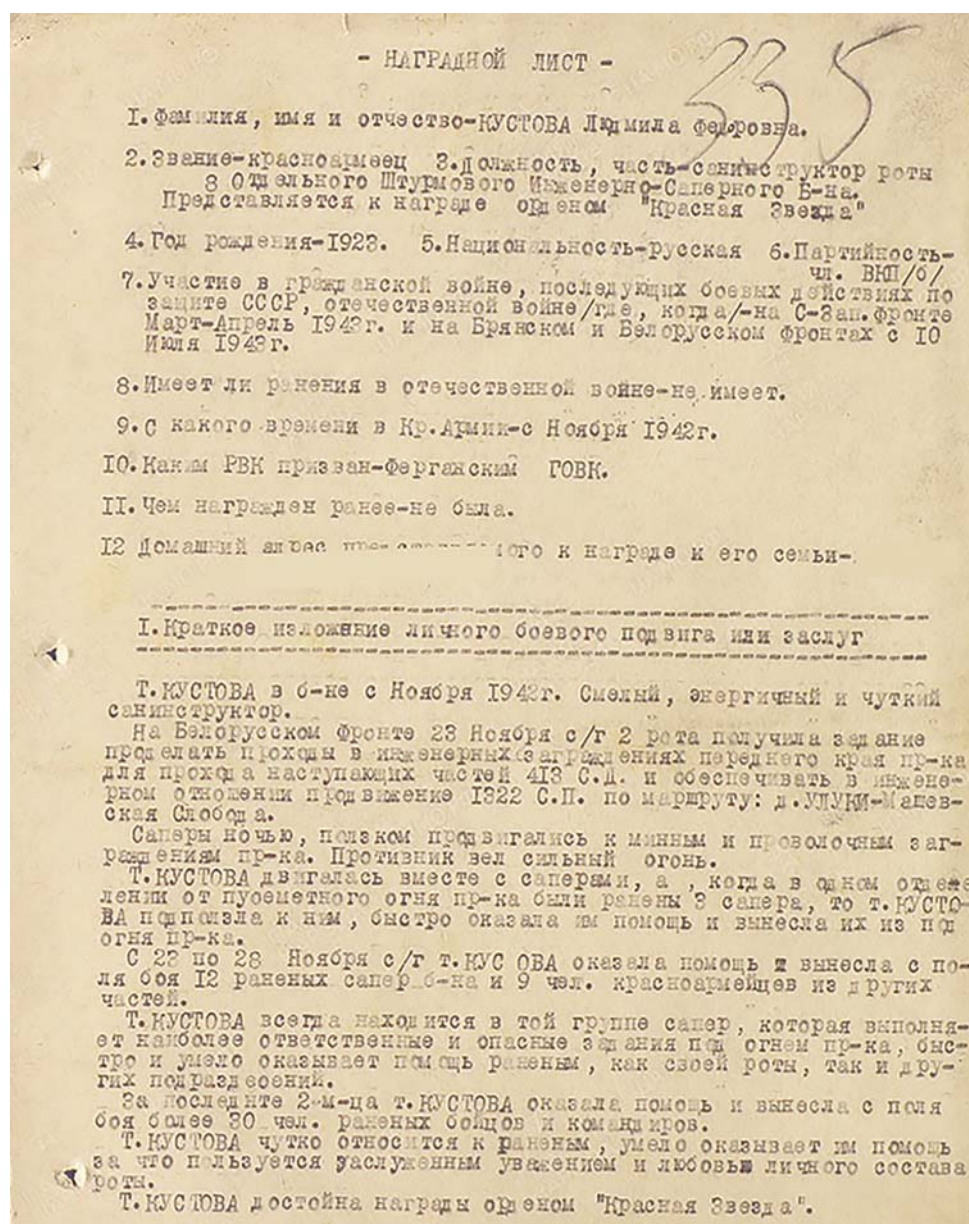 335
- НАГРАДНОЙ ЛИСТ -
I. Фамилия, имя и отчество-КУСТОВА Людмила Федоровна.
2. Звание-красноармеец 3. Должность, часть-санинструктор роты
8 Отдельного Штурмового Инженерно-Саперного Б-на.
Представляется к награде орденом "Красная Звезда"
4. Год рождения-1923. 5. Национальность-русская 6. Партийность-
чл. ВКП/б/
7. Участие в гражданской войне, последующих боевых действиях по
защите СССР, отечественной войне/где, когда/-на С-Зап. фронте
Март-Апрель 1943г. и на Брянском и Белорусском фронтах с 10
Июля 1943г.
8. Имеет ли ранения в отечественной войне-не имеет.
9. С какого времени в Кр. Армии-с Ноября 1942г.
10. Каким РВК призван-Ферганским ГОВК.
II. Чем награжден ранее-не была.
12 Домашний адрес к награде и его семьи-
I. Краткое изложение личного боевого подвига или заслуг
Т. КУСТОВА в б-не с Ноября 1942г. Смелый, энергичный и чуткий
санинструктор.
На Белорусском Фронте 23 Ноября с/г 2 рота получила задание
проделать проходы в инженерных заграждениях переднего края пр-ка
для прохода наступающих частей 413 С.Д. и обеспечивать в инжене-
рном отношении продвижение 1322 С.П. по маршруту: д. УЛУКИ-Машев-
ская Слобода.
Саперы ночью, ползком продвигались к минным и проволочным заг-
раждениям пр-ка. Противник вел сильный огонь.
Т. КУСТОВА двигалась вместе с саперами, а , когда в одном отделе
лении от пуоеметного огня пр-ка были ранены 3 сапера, то т. КУСТО-
ВА подползла к ним, быстро оказала им помощь и вынесла их из под
огня пр-ка.
С 23 по 28 Ноября с/г т. КУС ОВА оказала помощь и вынесла с по-
ля боя 12 раненых сапер б-на и 9 чел. красноармейцев из других
частей.
Т. КУСТОВА всегда находится в той группе сапер, которая выполня-
ет наиболее ответственные и опасные задания под огнем пр-ка, быс-
тро и умело оказывает помощь раненым, как своей роты, так и дру-
гих подраздеоений.
За последните 2-м-ца т. КУСТОВА оказала помощь и вынесла с поля
боя более 30 чел. раненых бойцов и командиров.
Т. КУСТОВА чутко относится к раненым, умело оказывает им помощь
за что пользуется заслуженным уважением и любовью личного состава
роты.
Т. КУСТОВА достойна награды орденом "Красная Звезда".